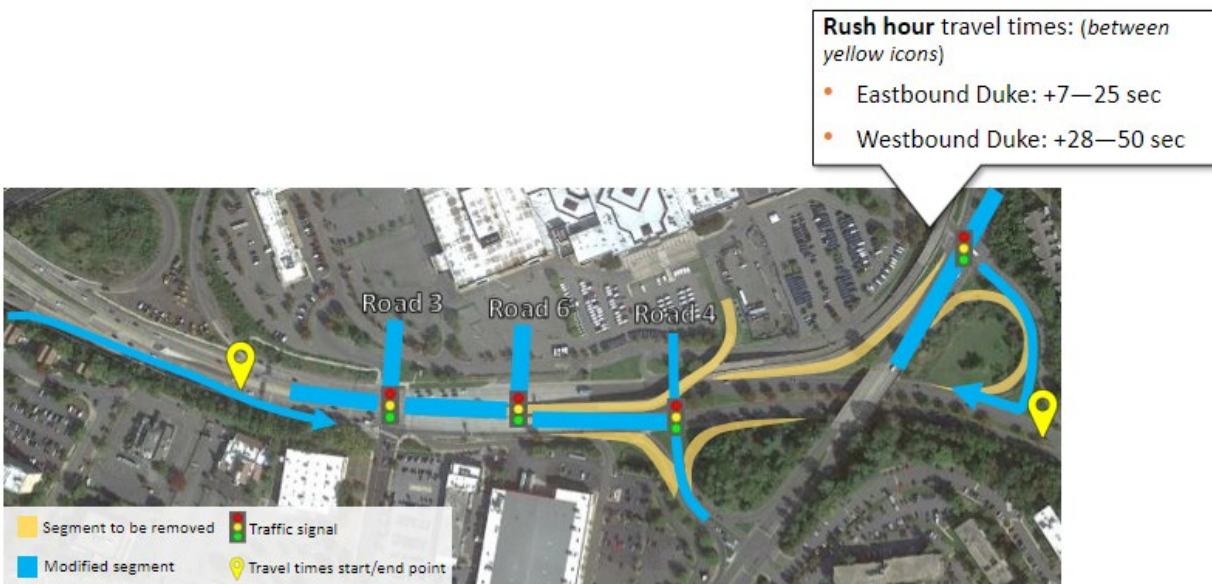 Rush hour travel times: (between
yellow icons)
• Eastbound Duke: +7—25 sec
• Westbound Duke: +28—50 sec
Road 3
Road 6
Road 4
Segment to be removed
Traffic signal
Modified segment
Travel times start/end point